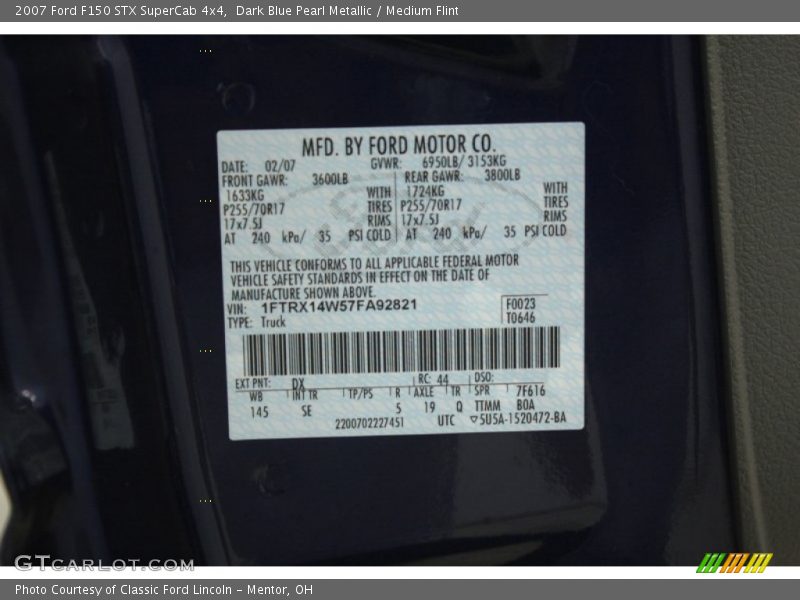 2007 Ford F150 STX SuperCab 4x4, Dark Blue Pearl Metallic / Medium Flint
MFD. BY FORD MOTOR CO.
DATE: 02/07 GVWR: 6950LB/ 3153KG
FRONT GAWR: 3600LB REAR GAWR: 3800LB
1633KG WITH 1724KG WITH
P255/70R17 TIRES P255/70R17 TIRES
17x7.5J RIMS 17x7.5J RIMS
AT 240 kPa/ 35 PSI COLD AT 240 kPa/ 35 PSI COLD
THIS VEHICLE CONFORMS TO ALL APPLICABLE FEDERAL MOTOR
VEHICLE SAFETY STANDARDS IN EFFECT ON THE DATE OF
MANUFACTURE SHOWN ABOVE.
VIN: 1FTRX14W57FA92821 F0023
TYPE: Truck T0646
EXT PNT: DX RC: 44 DSO:
WB INT TR TP/PS R AXLE TR SPR 7F616
145 SE 5 19 Q TTMM BOA
2200702227451 UTC ▽5U5A-1520472-BA
GTCARLOT.COM
Photo Courtesy of Classic Ford Lincoln – Mentor, OH